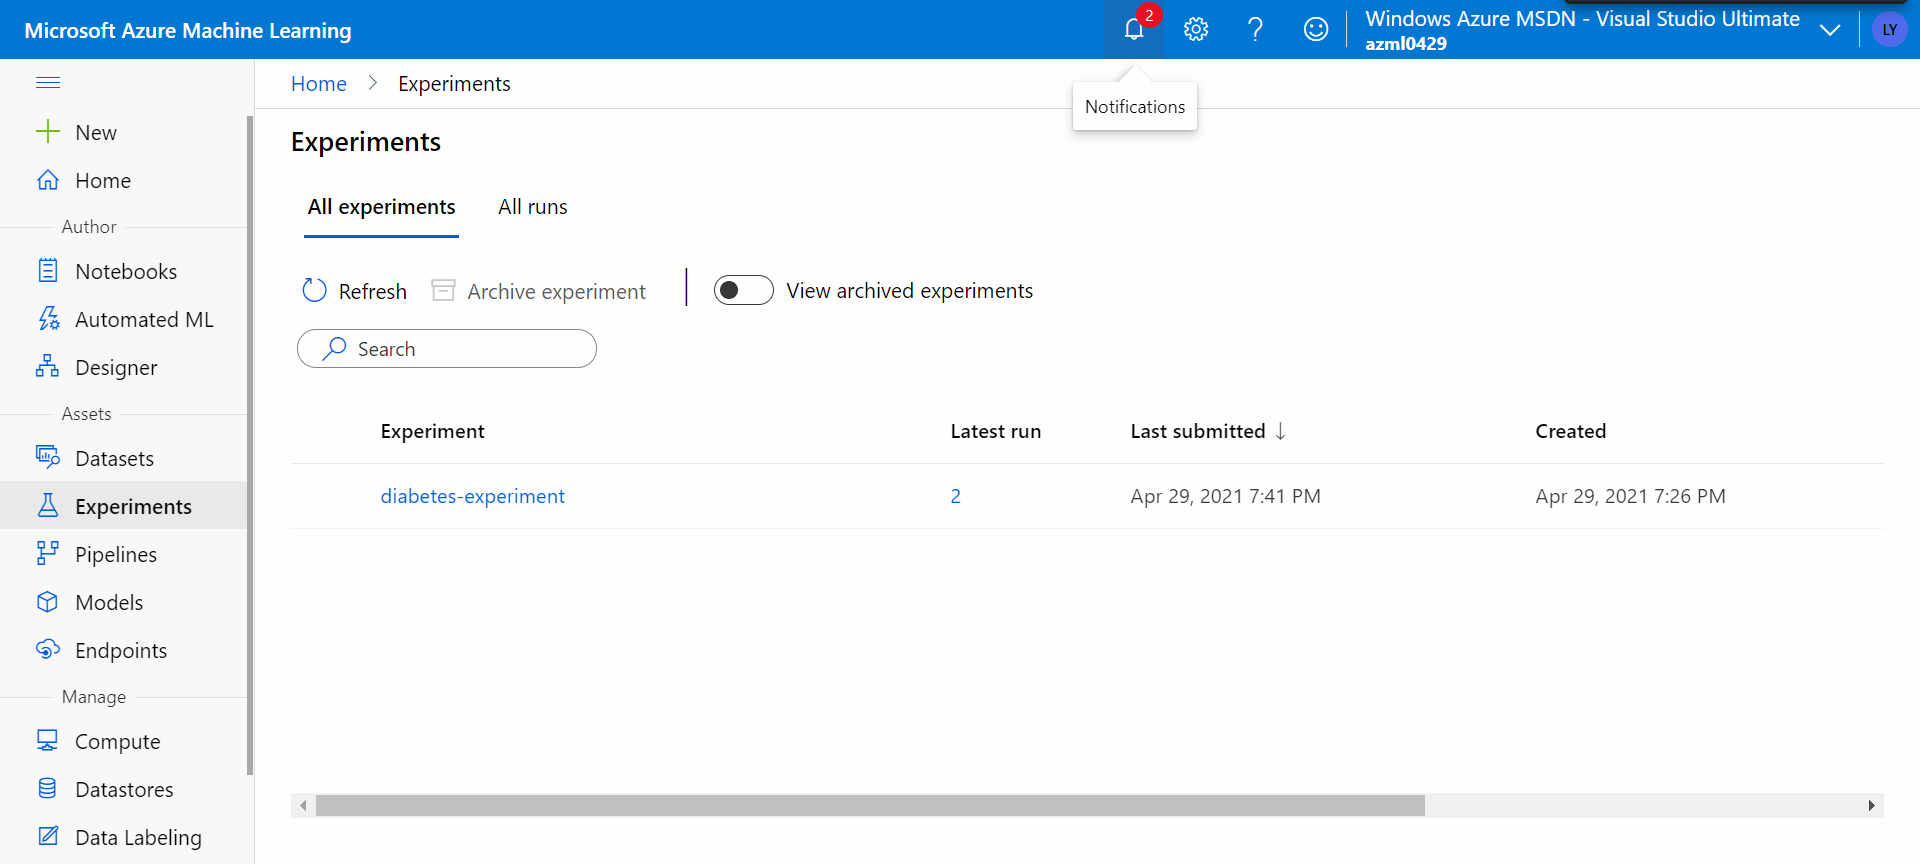 Microsoft Azure Machine Learning
2
Windows Azure MSDN - Visual Studio Ultimate
azml0429
LY
Notifications
New
Home
Author
Notebooks
Automated ML
Designer
Assets
Datasets
Experiments
Pipelines
Models
Endpoints
Manage
Compute
Datastores
Data Labeling
Home > Experiments
Experiments
All experiments All runs
Refresh Archive experiment View archived experiments
Search
Experiment Latest run Last submitted ↓ Created
diabetes-experiment 2 Apr 29, 2021 7:41 PM Apr 29, 2021 7:26 PM